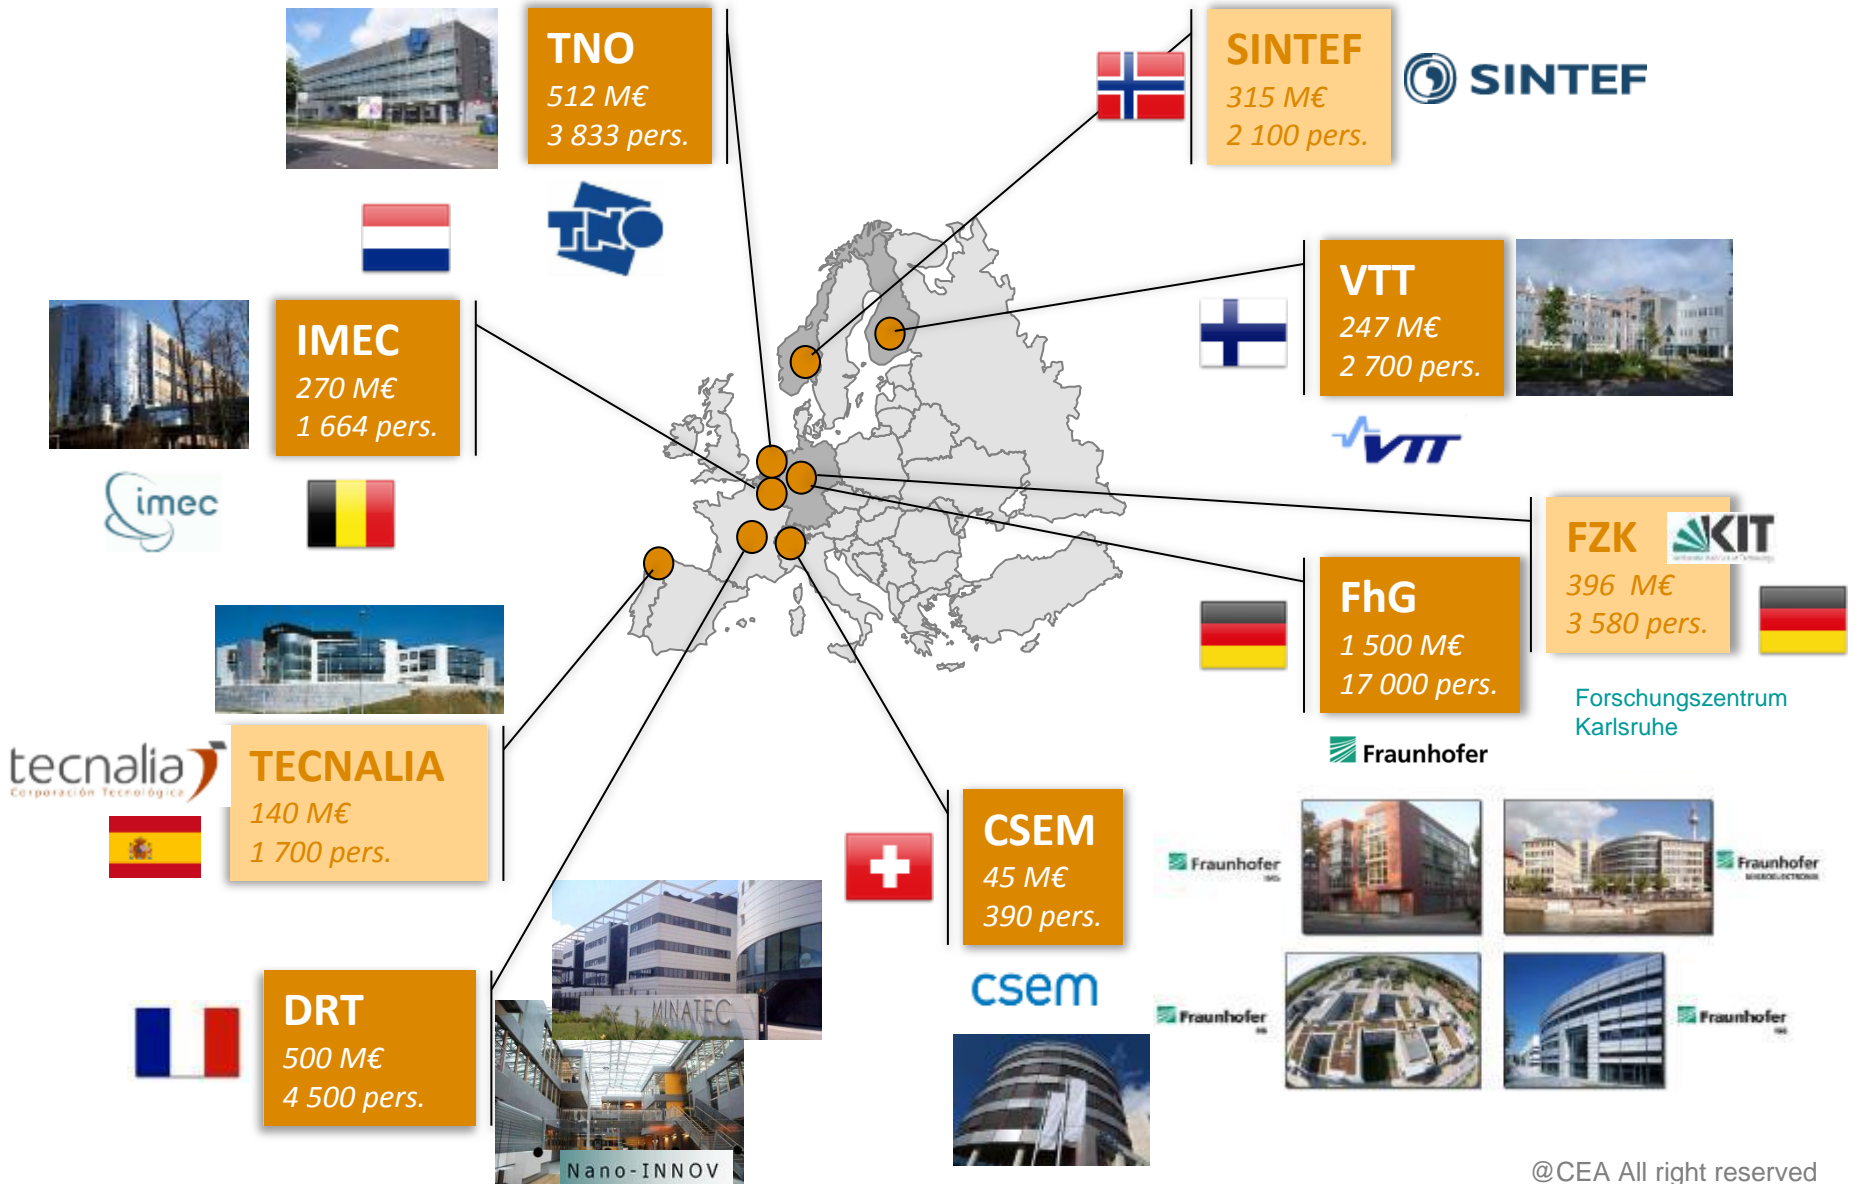 TNO
512 M€
3 833 pers.
TNO
SINTEF
315 M€
2 100 pers.
SINTEF
IMEC
270 M€
1 664 pers.
imec
VTT
247 M€
2 700 pers.
VTT
FZK
396 M€
3 580 pers.
KIT
Forschungszentrum
Karlsruhe
FhG
1 500 M€
17 000 pers.
Fraunhofer
tecnalia
Corporación Tecnológica
TECNALIA
140 M€
1 700 pers.
CSEM
45 M€
390 pers.
csem
Fraunhofer
Fraunhofer
Fraunhofer
Fraunhofer
DRT
500 M€
4 500 pers.
MINATEC
Nano-INNOV
@CEA All right reserved